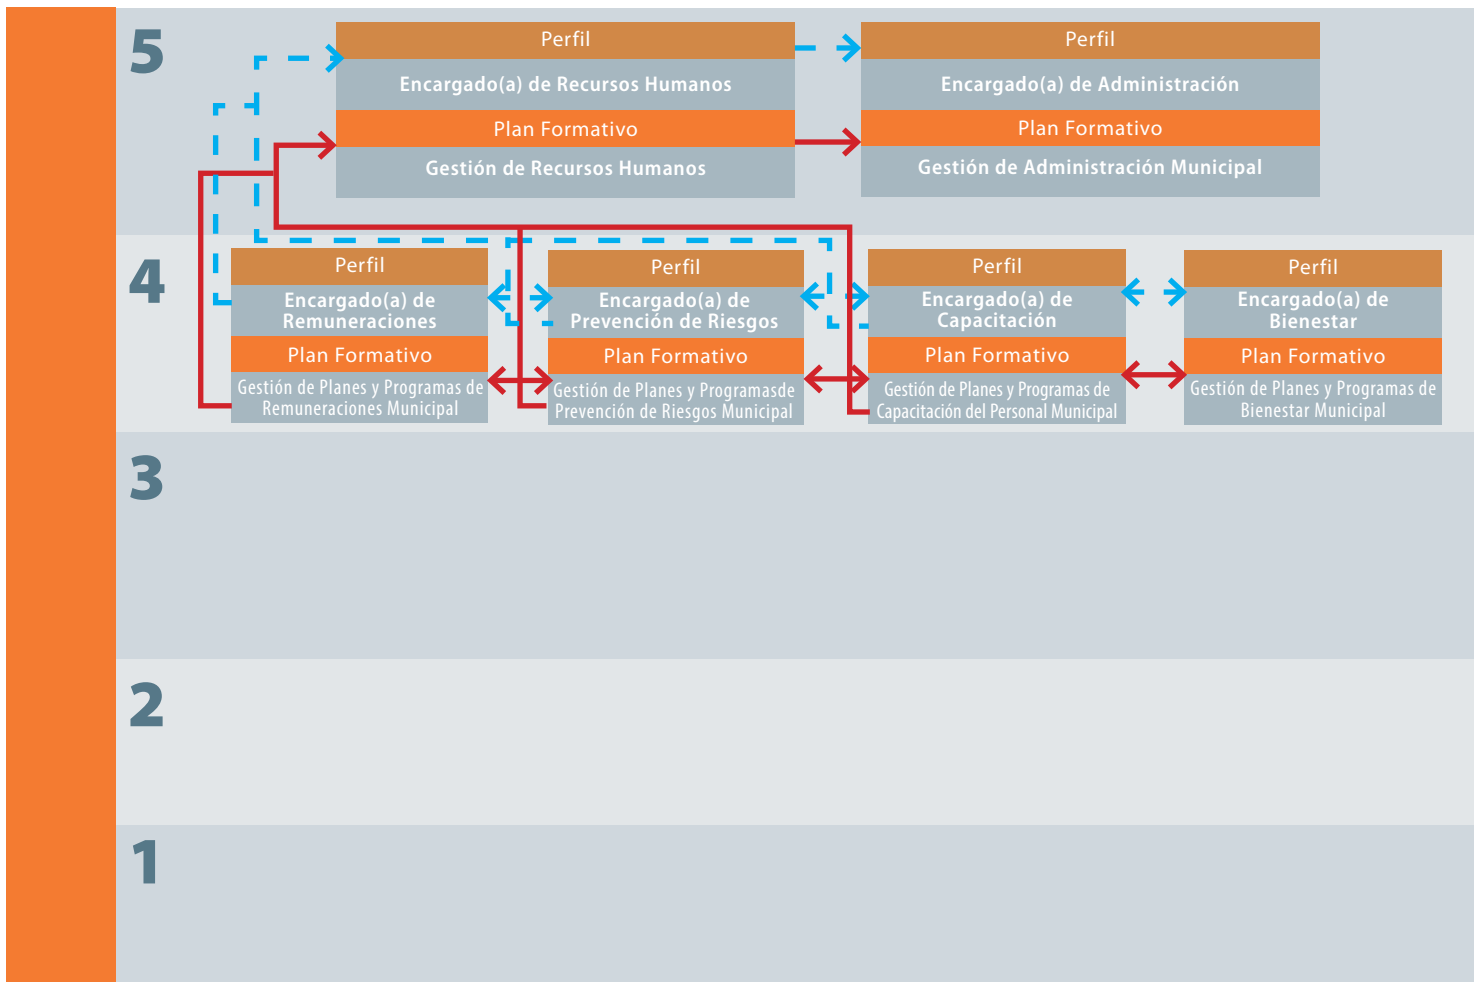 5
Perfil
Encargado(a) de Recursos Humanos
Plan Formativo
Gestión de Recursos Humanos
Perfil
Encargado(a) de Administración
Plan Formativo
Gestión de Administración Municipal
4
Perfil
Encargado(a) de
Remuneraciones
Plan Formativo
Gestión de Planes y Programas de
Remuneraciones Municipal
Perfil
Encargado(a) de
Prevención de Riesgos
Plan Formativo
Gestión de Planes y Programasde
Prevención de Riesgos Municipal
Perfil
Encargado(a) de
Capacitación
Plan Formativo
Gestión de Planes y Programas de
Capacitación del Personal Municipal
Perfil
Encargado(a) de
Bienestar
Plan Formativo
Gestión de Planes y Programas de
Bienestar Municipal
3
2
1